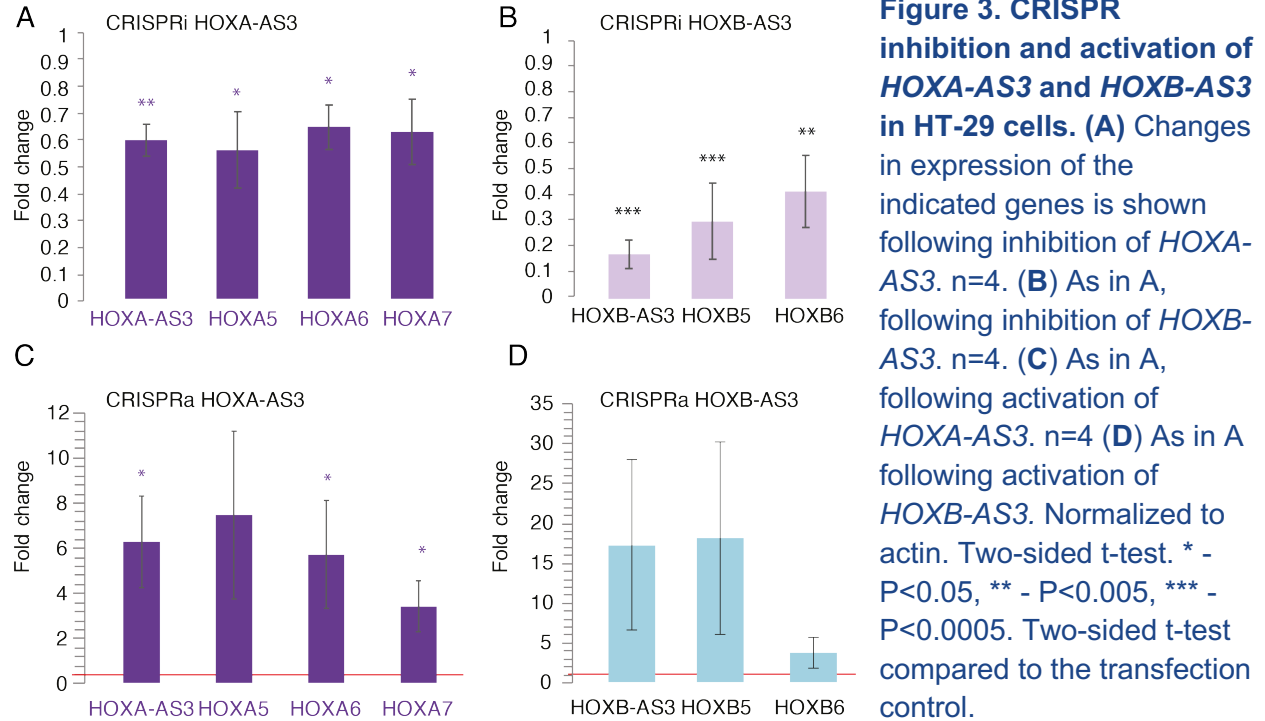 A
CRISPRi HOXA-AS3
1
0.9
0.8
0.7
0.6
0.5
0.4
0.3
0.2
0.1
0
Fold change
**
*
*
*
HOXA-AS3 HOXA5 HOXA6 HOXA7
B
CRISPRi HOXB-AS3
1
0.9
0.8
0.7
0.6
0.5
0.4
0.3
0.2
0.1
0
Fold change
***
***
**
HOXB-AS3 HOXB5 HOXB6
C
CRISPRa HOXA-AS3
12
10
8
6
4
2
0
Fold change
*
*
*
HOXA-AS3 HOXA5 HOXA6 HOXA7
D
CRISPRa HOXB-AS3
35
30
25
20
15
10
5
0
Fold change
HOXB-AS3 HOXB5 HOXB6
Figure 3. CRISPR
inhibition and activation of
HOXA-AS3 and HOXB-AS3
in HT-29 cells. (A) Changes
in expression of the
indicated genes is shown
following inhibition of HOXA-
AS3. n=4. (B) As in A,
following inhibition of HOXB-
AS3. n=4. (C) As in A,
following activation of
HOXA-AS3. n=4 (D) As in A
following activation of
HOXB-AS3. Normalized to
actin. Two-sided t-test. * -
P<0.05, ** - P<0.005, *** -
P<0.0005. Two-sided t-test
compared to the transfection
control.